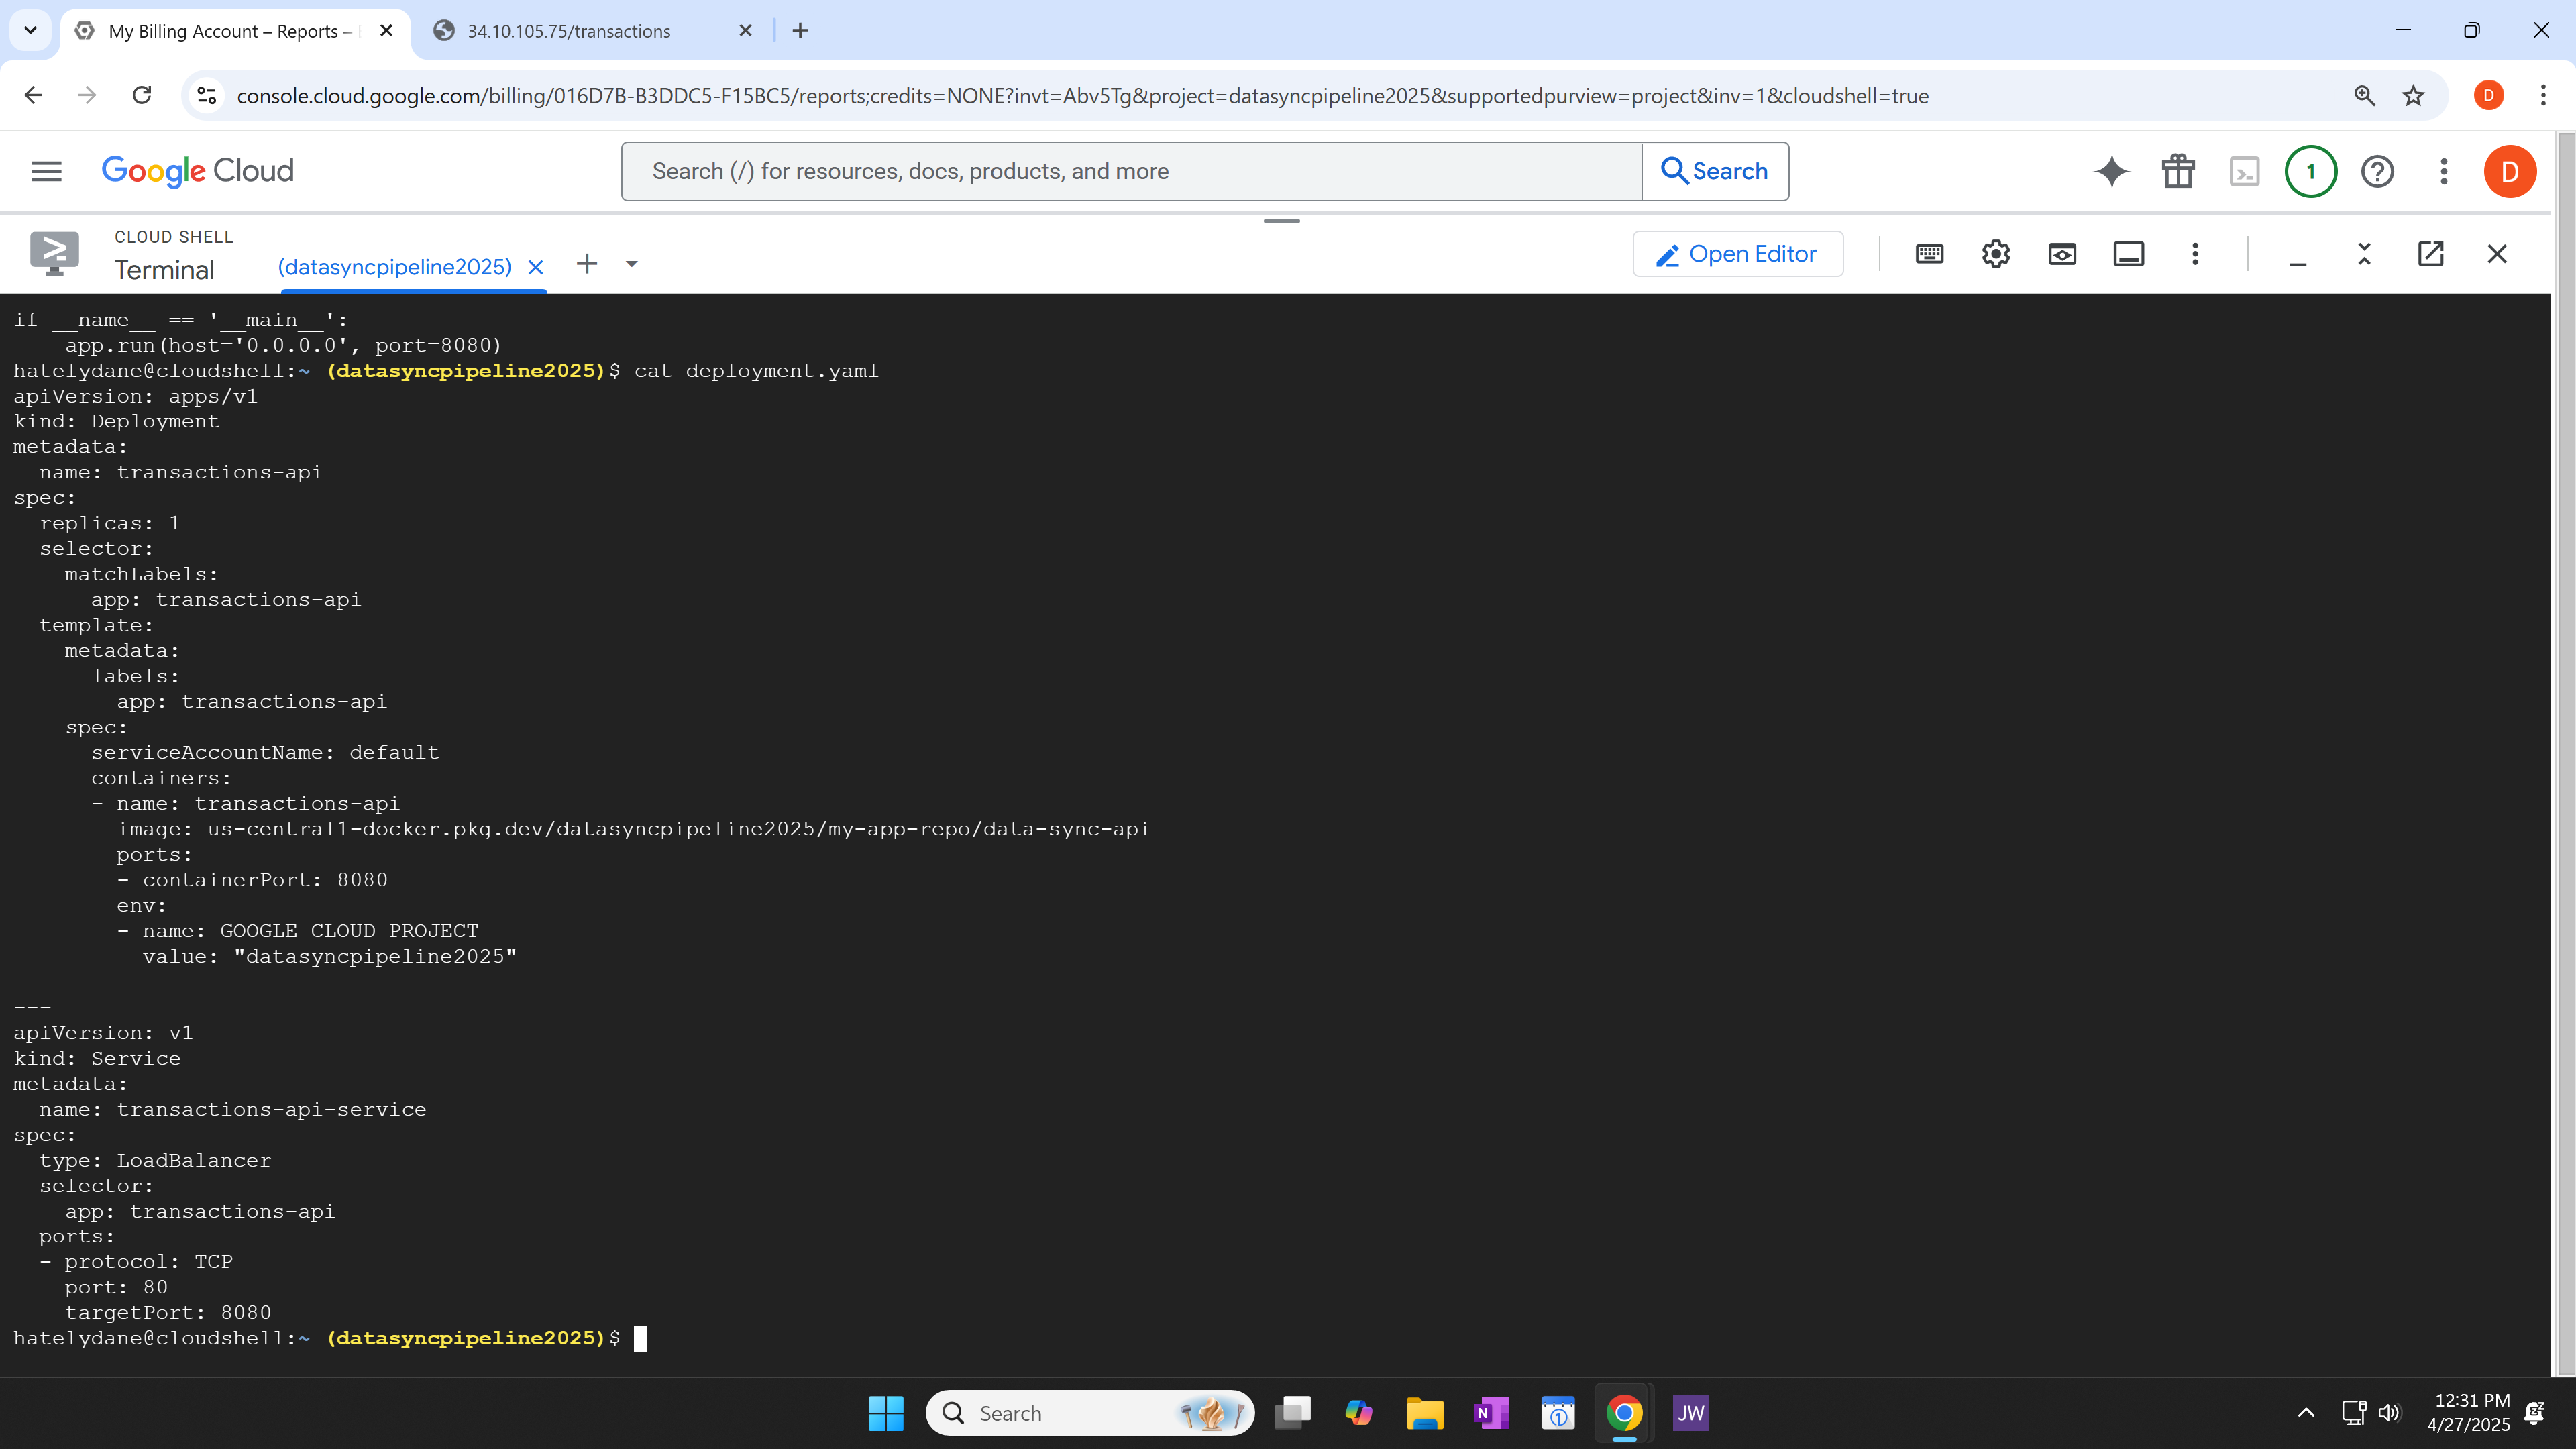 My Billing Account – Reports –
34.10.105.75/transactions
console.cloud.google.com/billing/016D7B-B3DDC5-F15BC5/reports;credits=NONE?invt=Abv5Tg&project=datasyncpipeline2025&supportedpurview=project&inv=1&cloudshell=true
D
Google Cloud
Search (/) for resources, docs, products, and more
Search
1
D
CLOUD SHELL
Terminal
(datasyncpipeline2025)
Open Editor
if __name__ == '__main__':
    app.run(host='0.0.0.0', port=8080)
hatelydane@cloudshell:~ (datasyncpipeline2025)$ cat deployment.yaml
apiVersion: apps/v1
kind: Deployment
metadata:
  name: transactions-api
spec:
  replicas: 1
  selector:
    matchLabels:
      app: transactions-api
  template:
    metadata:
      labels:
        app: transactions-api
    spec:
      serviceAccountName: default
      containers:
      - name: transactions-api
        image: us-central1-docker.pkg.dev/datasyncpipeline2025/my-app-repo/data-sync-api
        ports:
        - containerPort: 8080
        env:
        - name: GOOGLE_CLOUD_PROJECT
          value: "datasyncpipeline2025"
---
apiVersion: v1
kind: Service
metadata:
  name: transactions-api-service
spec:
  type: LoadBalancer
  selector:
    app: transactions-api
  ports:
  - protocol: TCP
    port: 80
    targetPort: 8080
hatelydane@cloudshell:~ (datasyncpipeline2025)$
Search
N
1
JW
12:31 PM
4/27/2025